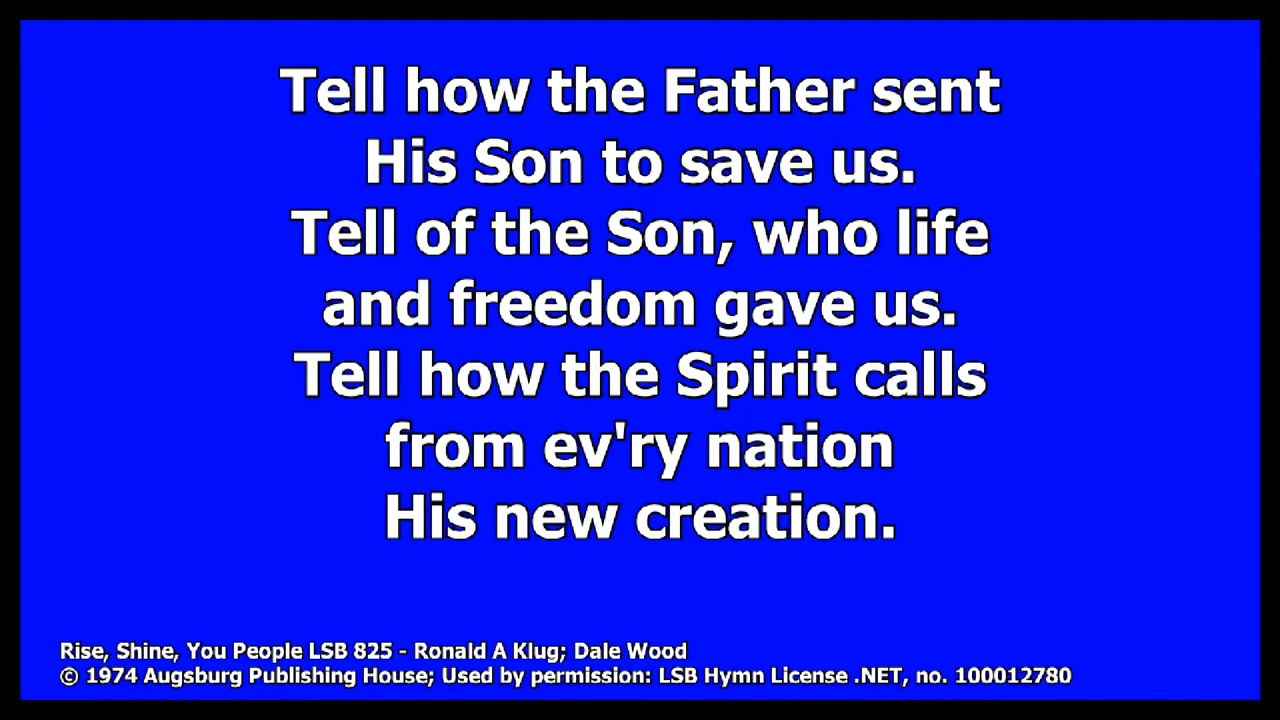 Tell how the Father sent
His Son to save us.
Tell of the Son, who life
and freedom gave us.
Tell how the Spirit calls
from ev'ry nation
His new creation.
Rise, Shine, You People LSB 825 - Ronald A Klug; Dale Wood
© 1974 Augsburg Publishing House; Used by permission: LSB Hymn License .NET, no. 100012780